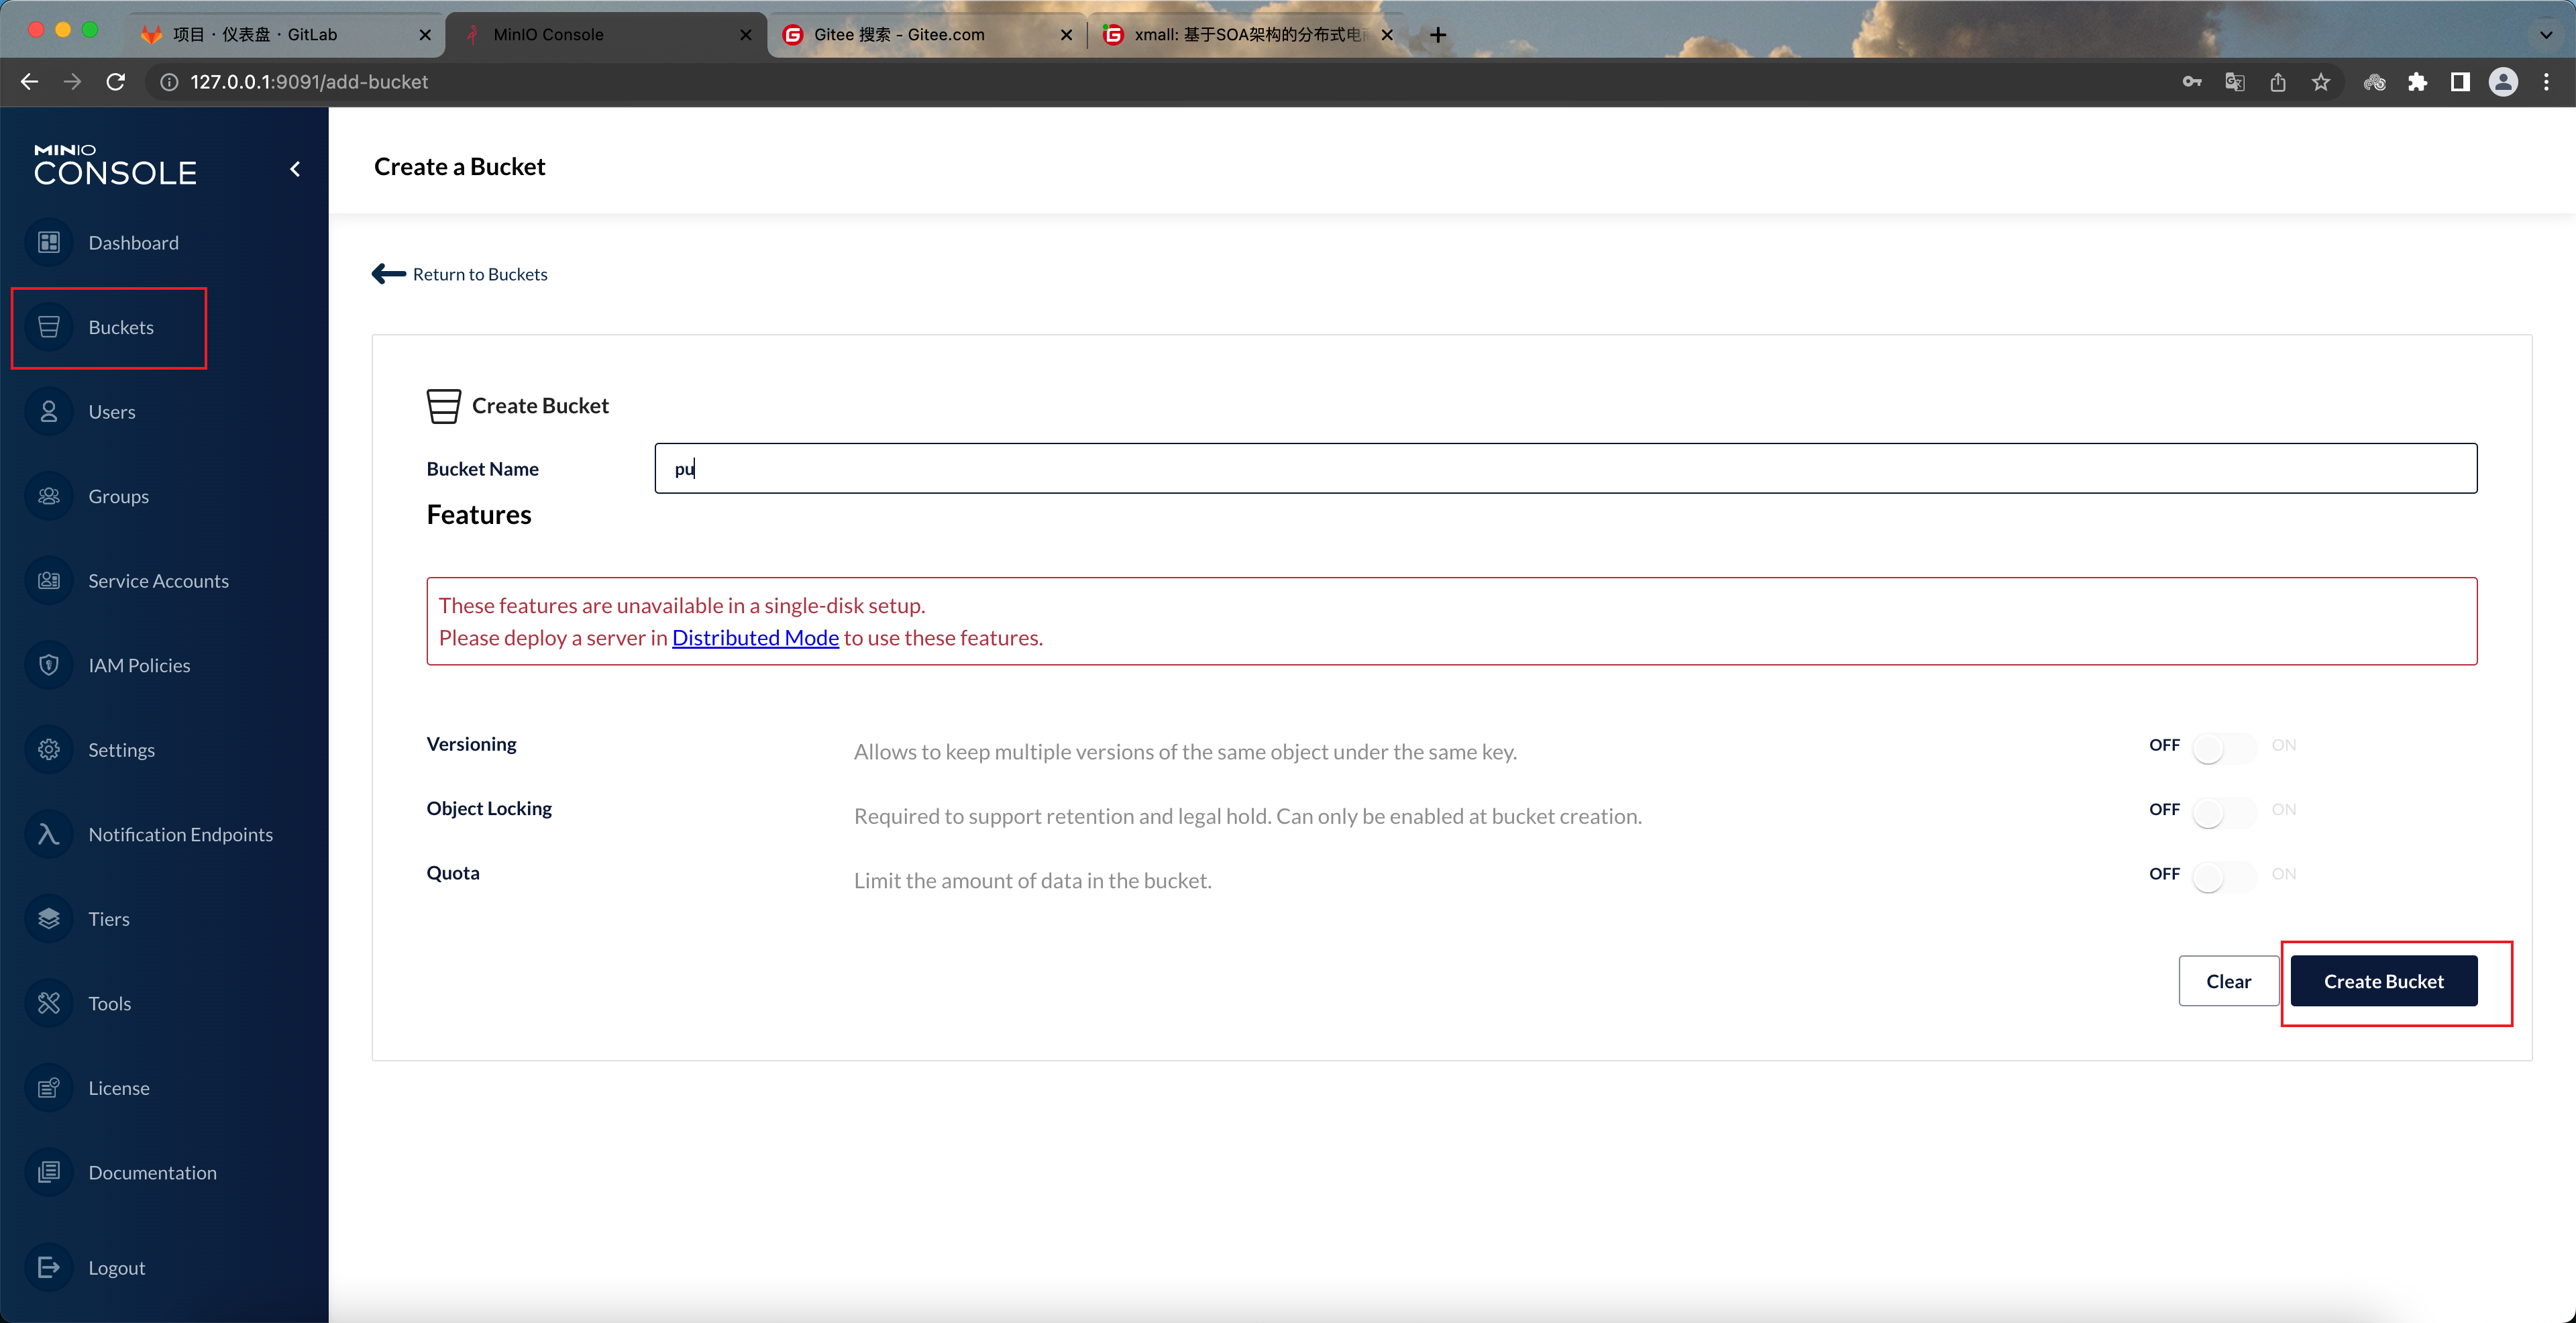 项目 · 仪表盘 · GitLab
MinIO Console
Gitee 搜索 - Gitee.com
xmall: 基于SOA架构的分布式电商
127.0.0.1:9091/add-bucket
MINIO
CONSOLE
Dashboard
Buckets
Users
Groups
Service Accounts
IAM Policies
Settings
Notification Endpoints
Tiers
Tools
License
Documentation
Logout
Create a Bucket
Return to Buckets
Create Bucket
Bucket Name
pu
Features
These features are unavailable in a single-disk setup.
Please deploy a server in Distributed Mode to use these features.
Versioning
Allows to keep multiple versions of the same object under the same key.
OFF ON
Object Locking
Required to support retention and legal hold. Can only be enabled at bucket creation.
OFF ON
Quota
Limit the amount of data in the bucket.
OFF ON
Clear
Create Bucket